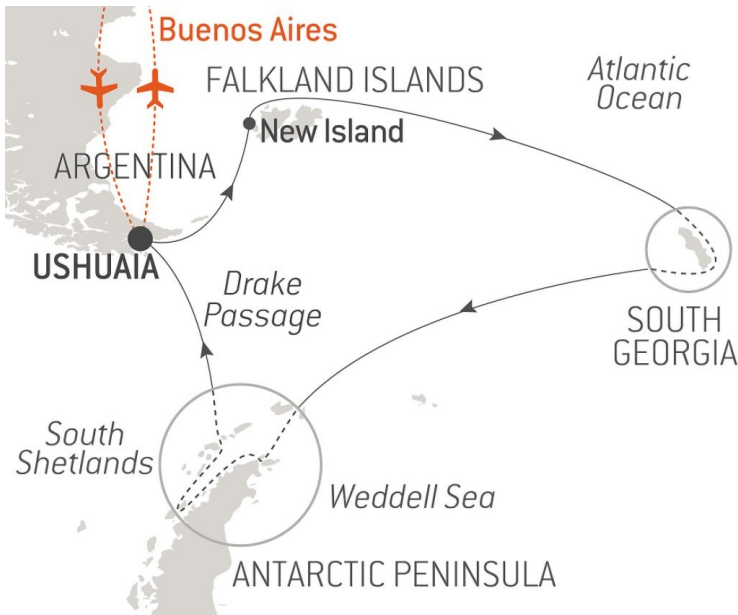 Buenos Aires
FALKLAND ISLANDS
Atlantic
Ocean
New Island
ARGENTINA
USHUAIA
Drake
Passage
SOUTH
GEORGIA
South
Shetlands
Weddell Sea
ANTARCTIC PENINSULA